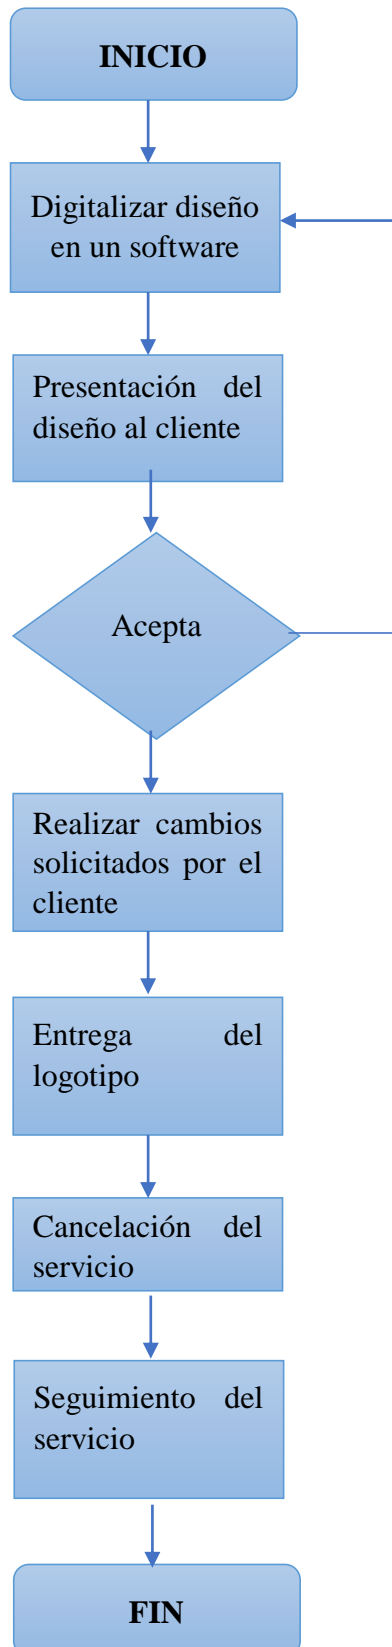 INICIO
Digitalizar diseño
en un software
Presentación del
diseño al cliente
Acepta
Realizar cambios
solicitados por el
cliente
Entrega del
logotipo
Cancelación del
servicio
Seguimiento del
servicio
FIN